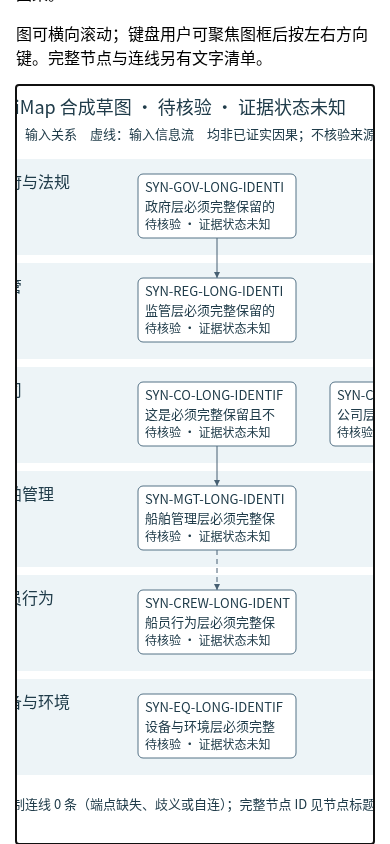 图可横向滚动；键盘用户可聚焦图框后按左右方向
键。完整节点与连线另有文字清单。
iMap 合成草图 · 待核验 · 证据状态未知
输入关系 虚线：输入信息流 均非已证实因果；不核验来源
与法规
SYN-GOV-LONG-IDENTI
政府层必须完整保留的
待核验 · 证据状态未知
SYN-REG-LONG-IDENTI
监管层必须完整保留的
待核验 · 证据状态未知
SYN-CO-LONG-IDENTIF
这是必须完整保留且不
待核验 · 证据状态未知
SYN-C
公司层
待核验
管理
SYN-MGT-LONG-IDENTI
船舶管理层必须完整保
待核验 · 证据状态未知
行为
SYN-CREW-LONG-IDENT
船员行为层必须完整保
待核验 · 证据状态未知
与环境
SYN-EQ-LONG-IDENTIF
设备与环境层必须完整
待核验 · 证据状态未知
连线 0 条（端点缺失、歧义或自连）；完整节点 ID 见节点标题